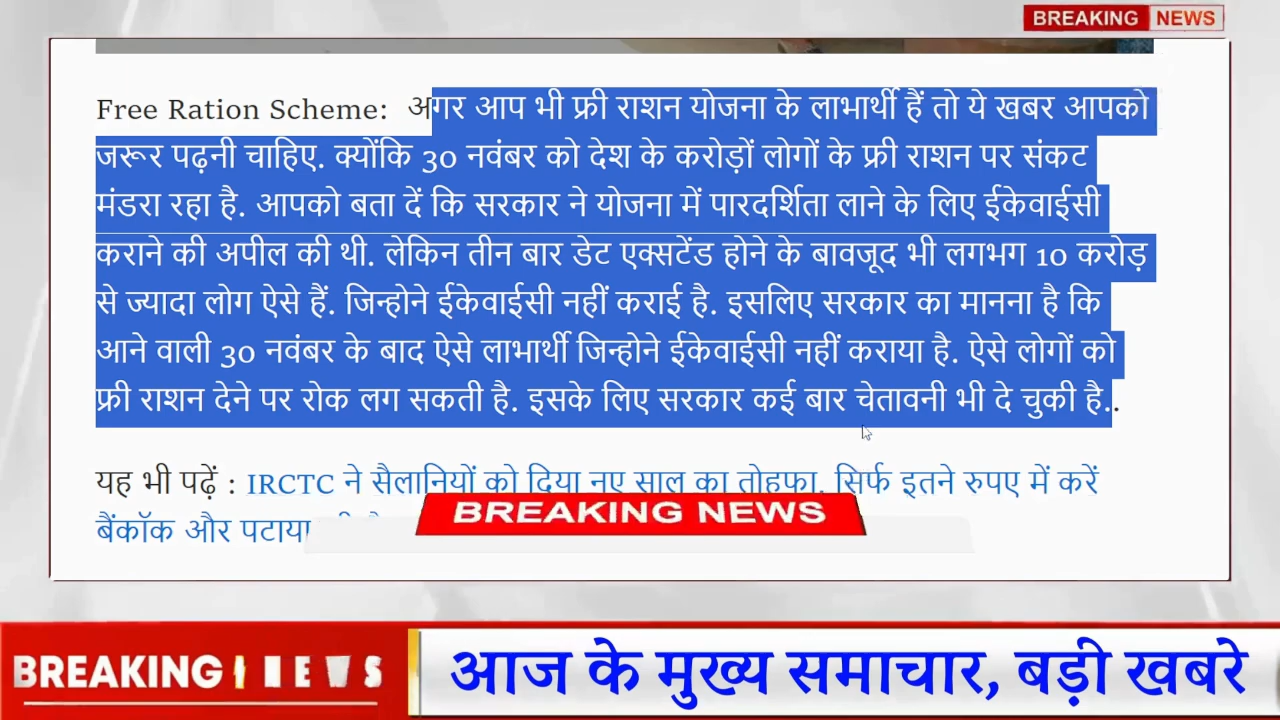 BREAKING NEWS
Free Ration Scheme: अगर आप भी फ्री राशन योजना के लाभार्थी हैं तो ये खबर आपको
जरूर पढ़नी चाहिए. क्योंकि 30 नवंबर को देश के करोड़ों लोगों के फ्री राशन पर संकट
मंडरा रहा है. आपको बता दें कि सरकार ने योजना में पारदर्शिता लाने के लिए ईकेवाईसी
कराने की अपील की थी. लेकिन तीन बार डेट एक्सटेंड होने के बावजूद भी लगभग 10 करोड़
से ज्यादा लोग ऐसे हैं. जिन्होने ईकेवाईसी नहीं कराई है. इसलिए सरकार का मानना है कि
आने वाली 30 नवंबर के बाद ऐसे लाभार्थी जिन्होने ईकेवाईसी नहीं कराया है. ऐसे लोगों को
फ्री राशन देने पर रोक लग सकती है. इसके लिए सरकार कई बार चेतावनी भी दे चुकी है..
यह भी पढ़ें : IRCTC ने सैलानियों को दिया नए साल का तोहफा, सिर्फ इतने रुपए में करें
बैंकॉक और पटाया
BREAKING NEWS
BREAKING NEWS
आज के मुख्य समाचार, बड़ी खबरे